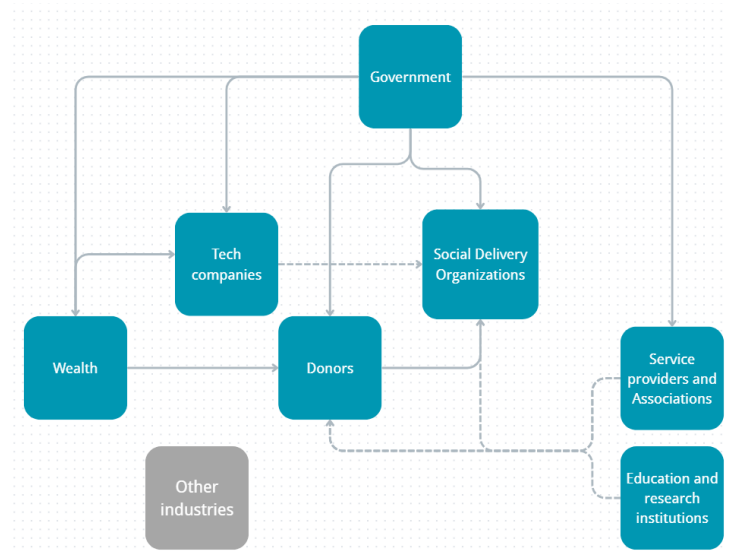 Government
Tech
companies
Social Delivery
Organizations
Wealth
Donors
Service
providers and
Associations
Other
industries
Education and
research
institutions